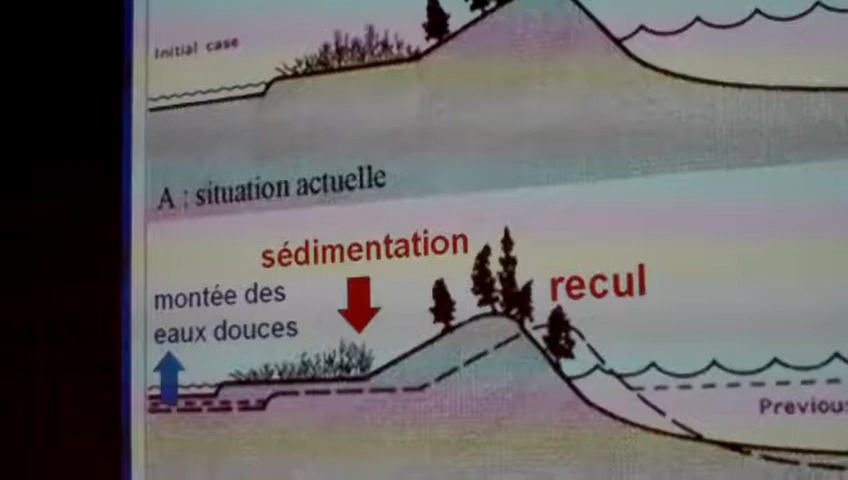 Initial case
A : situation actuelle
sédimentation
recul
montée des
eaux douces
Previous